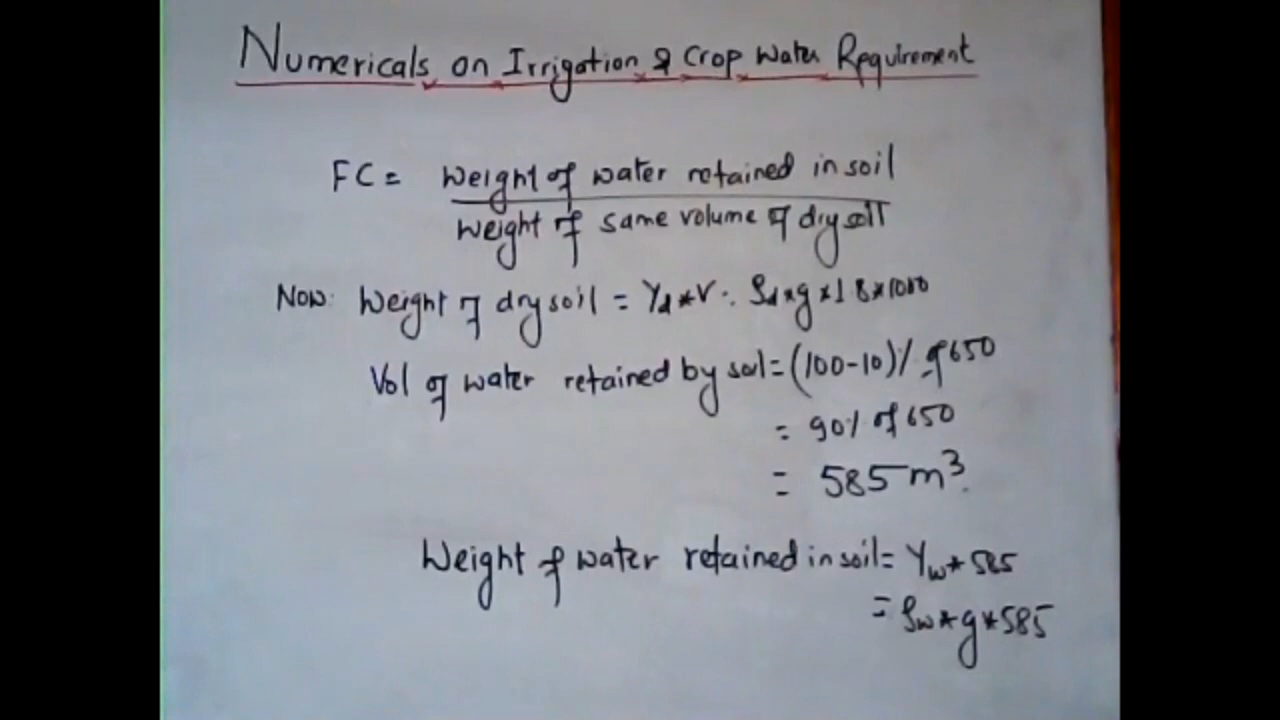 Numericals on Irrigation & Crop Water Requirement
FC = Weight of water retained in soil
Weight of same volume of dry soil
Now: Weight of dry soil = γd * V = ρd * g * 1.8 * 1000
Vol of water retained by soil = (100-10)% of 650
= 90% of 650
= 585 m³.
Weight of water retained in soil = γw * 585
= ρw * g * 585